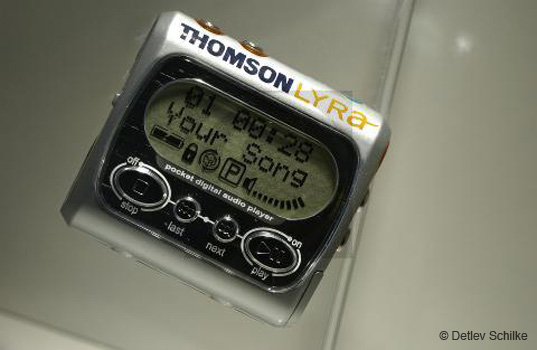 THOMSON LYRA
01 00:28
Your Song
P
pocket digital audio player
off
stop
last
next
on
play
© Detlev Schilke